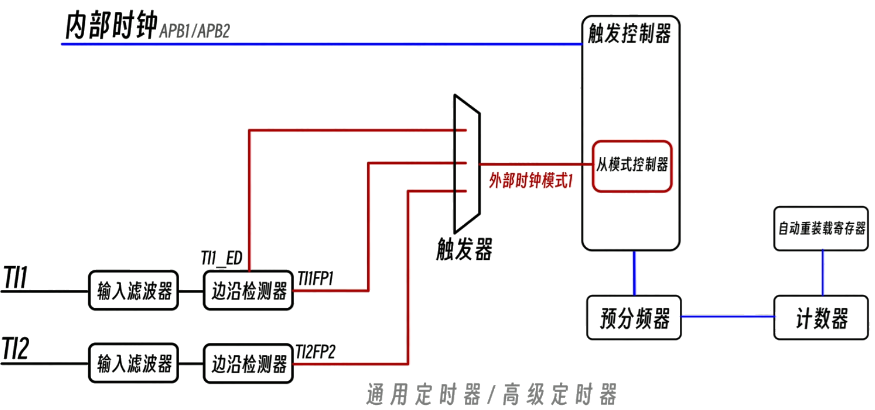 内部时钟APB1/APB2
触发控制器
从模式控制器
外部时钟模式1
自动重装载寄存器
触发器
TI1_ED
TI1
输入滤波器
边沿检测器
TI1FP1
预分频器
计数器
TI2
输入滤波器
边沿检测器
TI2FP2
通用定时器/高级定时器